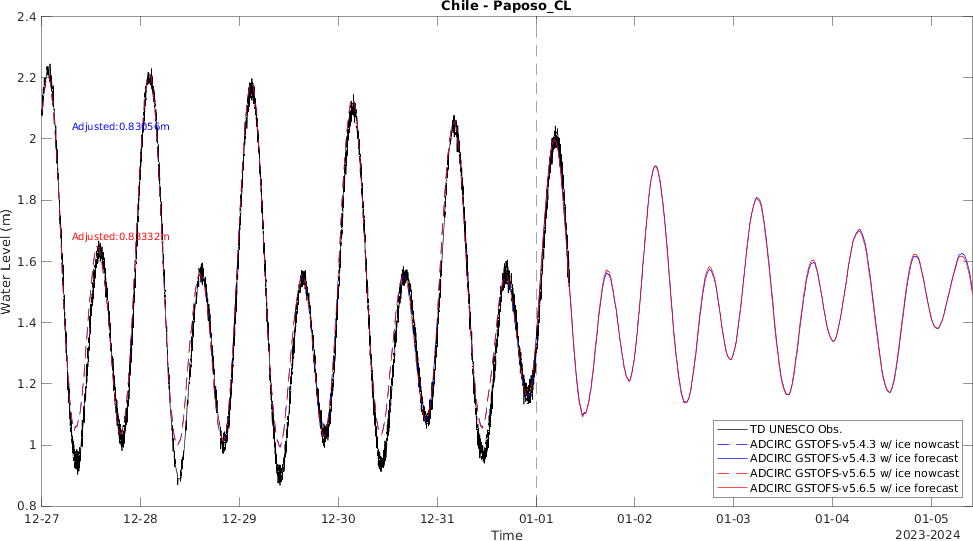 Chile - Paposo_CL
2.4
2.2
2
1.8
1.6
1.4
1.2
1
0.8
Water Level (m)
Adjusted:0.83056m
Adjusted:0.83332m
TD UNESCO Obs.
ADCIRC GSTOFS-v5.4.3 w/ ice nowcast
ADCIRC GSTOFS-v5.4.3 w/ ice forecast
ADCIRC GSTOFS-v5.6.5 w/ ice nowcast
ADCIRC GSTOFS-v5.6.5 w/ ice forecast
12-27 12-28 12-29 12-30 12-31 01-01 01-02 01-03 01-04 01-05
Time
2023-2024